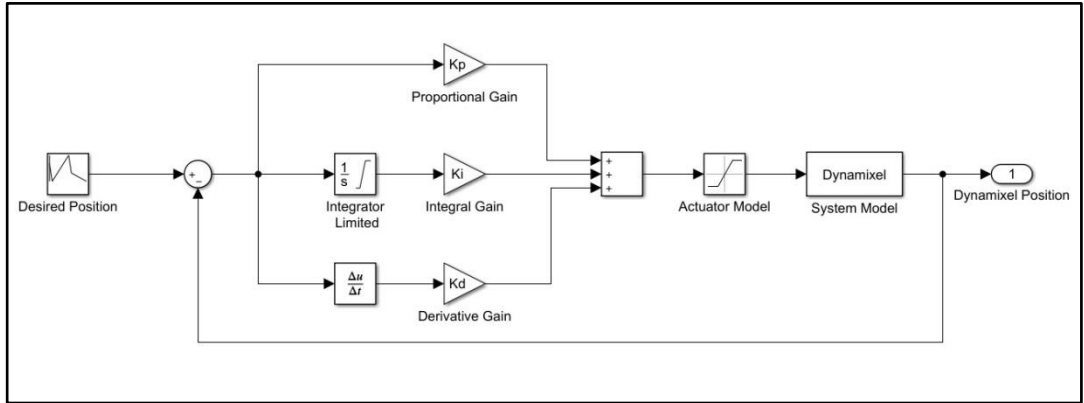 Kp
Proportional Gain
+
-
Desired Position
1
s
Integrator
Limited
Ki
Integral Gain
Δu
Δt
Kd
Derivative Gain
+
+
+
Actuator Model
Dynamixel
System Model
1
Dynamixel Position